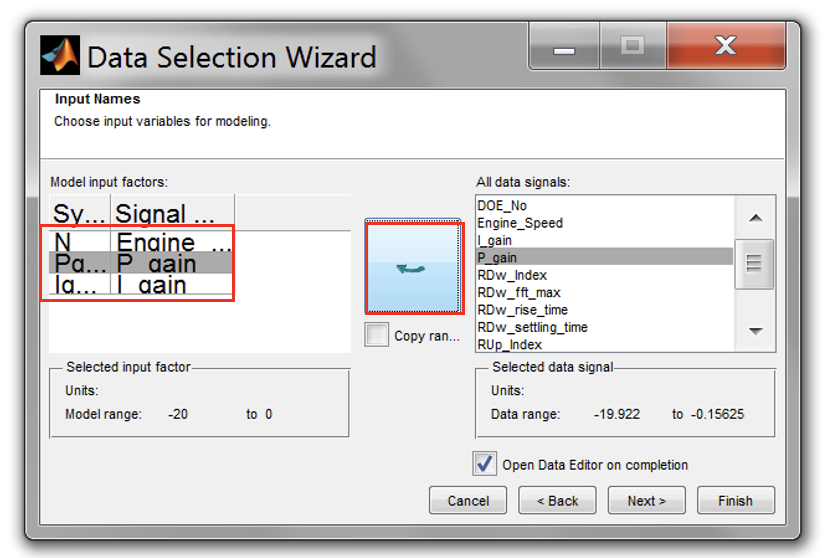 Data Selection Wizard
Input Names
Choose input variables for modeling.
Model input factors:
Sy... Signal ...
N Engine_...
Pg... P_gain
Ig... I_gain
Copy ran...
All data signals:
DOE_No
Engine_Speed
I_gain
P_gain
RDw_Index
RDw_fft_max
RDw_rise_time
RDw_settling_time
RUp_Index
Selected input factor
Units:
Model range: -20 to 0
Selected data signal
Units:
Data range: -19.922 to -0.15625
Open Data Editor on completion
Cancel < Back Next > Finish